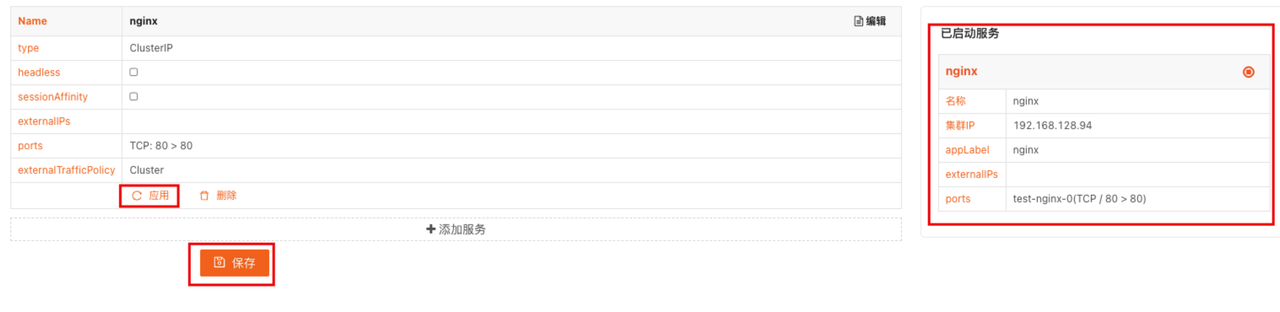 Name nginx 编辑
type ClusterIP
headless
sessionAffinity
externalIPs
ports TCP: 80 > 80
externalTrafficPolicy Cluster
应用 删除
添加服务
保存
已启动服务
nginx
名称 nginx
集群IP 192.168.128.94
appLabel nginx
externalIPs
ports test-nginx-0(TCP / 80 > 80)